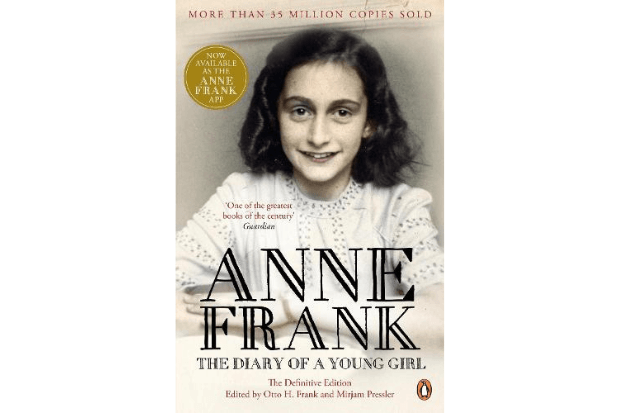 MORE THAN 35 MILLION COPIES SOLD
NOW
AVAILABLE
AS THE
ANNE
FRANK
APP
'One of the greatest
books of the century'
Guardian
ANNE
FRANK
THE DIARY OF A YOUNG GIRL
The Definitive Edition
Edited by Otto H. Frank and Mirjam Pressler